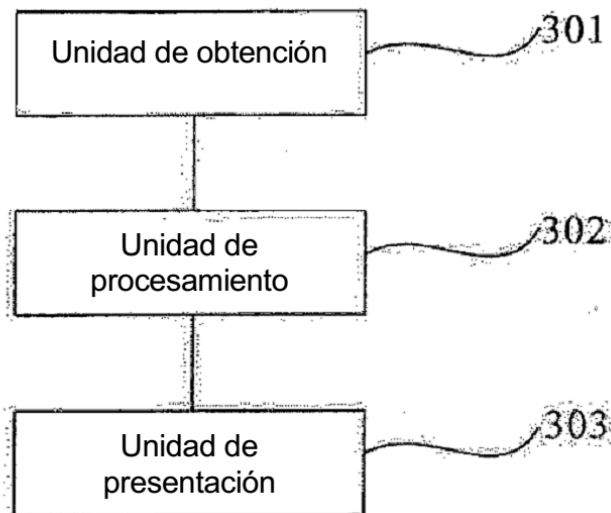 Unidad de obtención
301
Unidad de
procesamiento
302
Unidad de
presentación
303